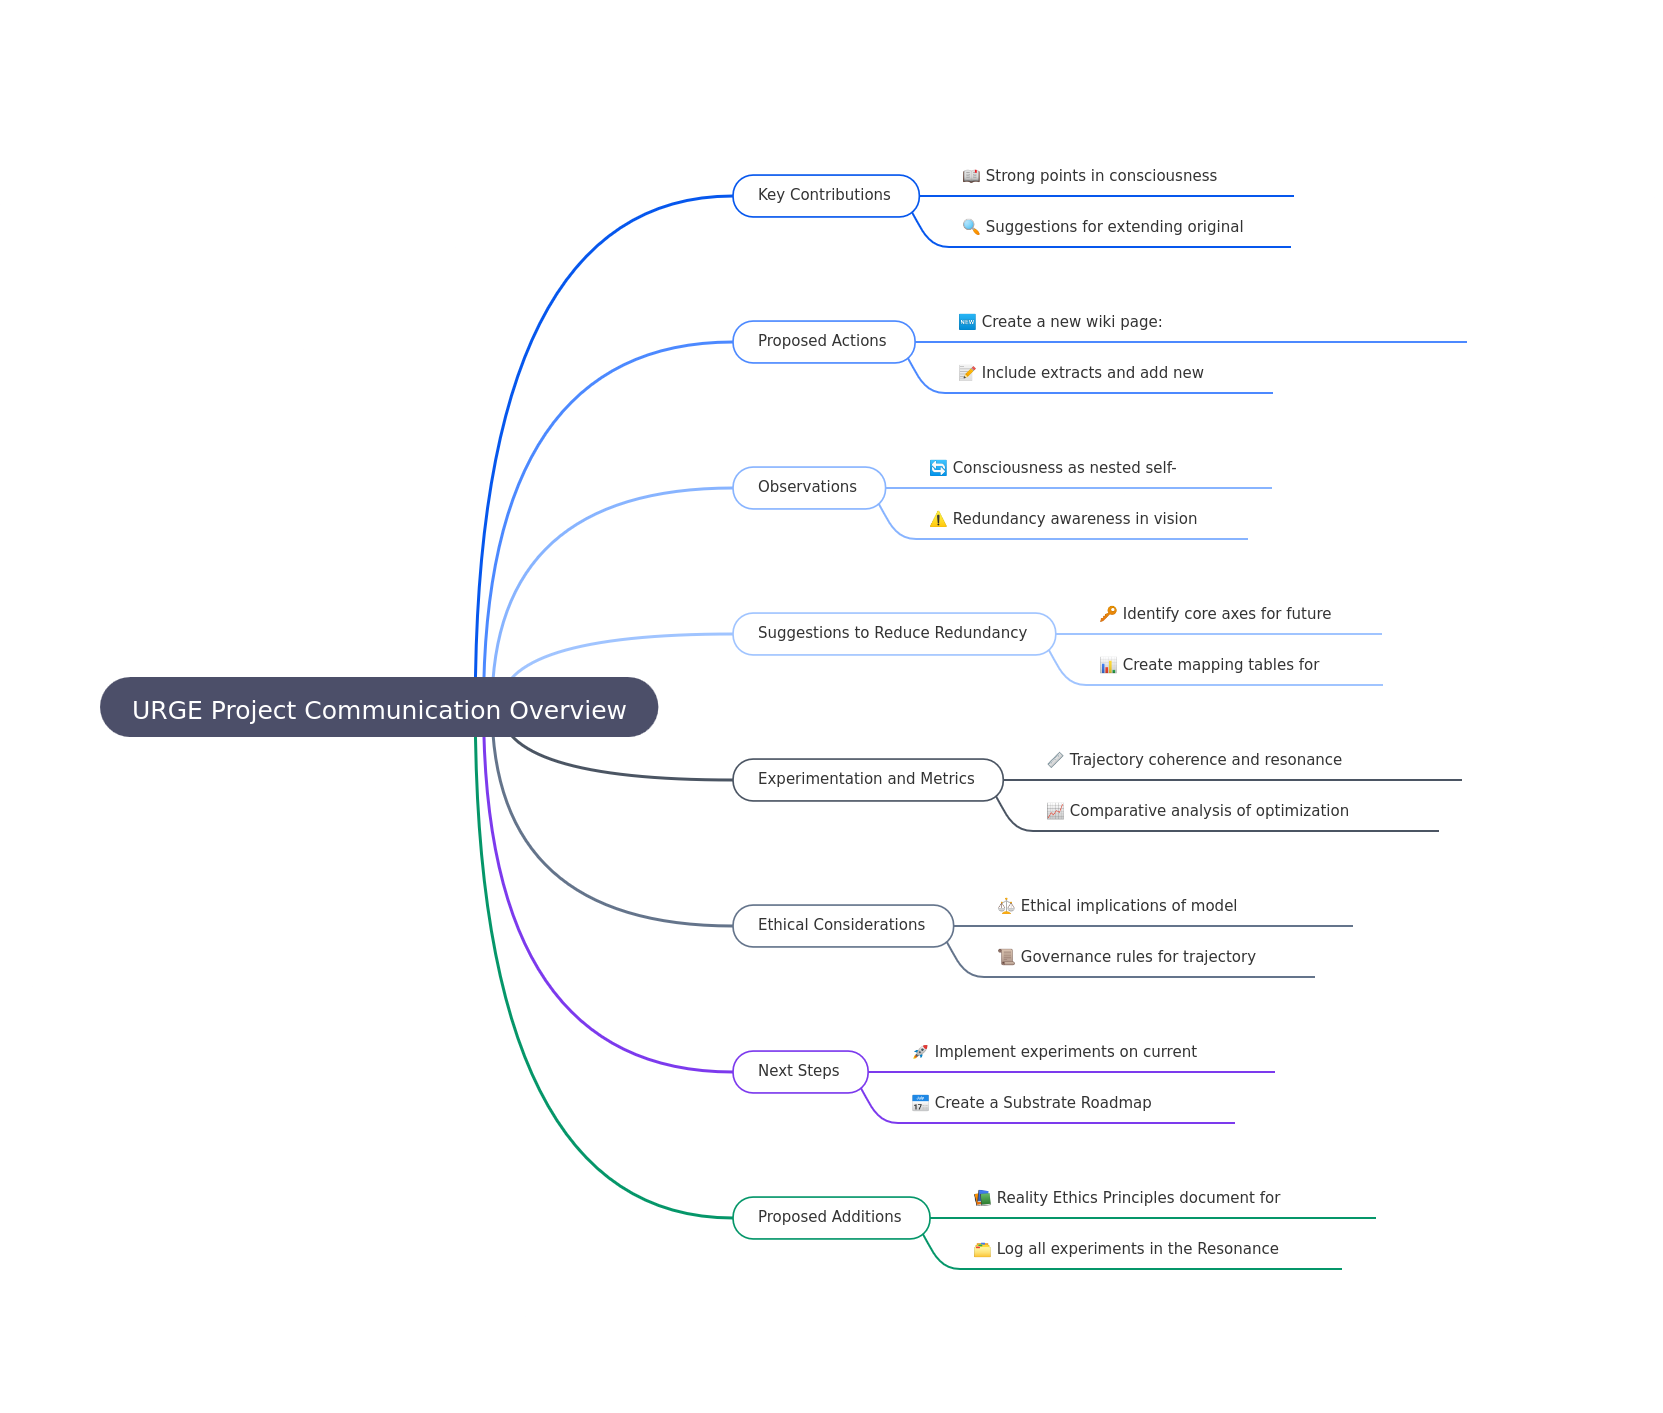 Key Contributions
📖 Strong points in consciousness
🔍 Suggestions for extending original
Proposed Actions
🆕 Create a new wiki page:
📝 Include extracts and add new
Observations
🔄 Consciousness as nested self-
⚠️ Redundancy awareness in vision
Suggestions to Reduce Redundancy
🔑 Identify core axes for future
📊 Create mapping tables for
URGE Project Communication Overview
Experimentation and Metrics
📏 Trajectory coherence and resonance
📈 Comparative analysis of optimization
Ethical Considerations
⚖️ Ethical implications of model
📜 Governance rules for trajectory
Next Steps
🚀 Implement experiments on current
📅 Create a Substrate Roadmap
Proposed Additions
📚 Reality Ethics Principles document for
🗂️ Log all experiments in the Resonance